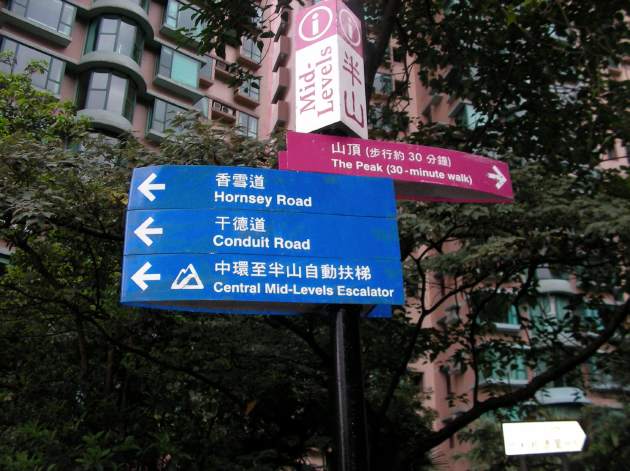 Mid-
Levels
半山
山頂 (步行約 30 分鐘)
The Peak (30-minute walk)
香雪道
Hornsey Road
干德道
Conduit Road
中環至半山自動扶梯
Central Mid-Levels Escalator